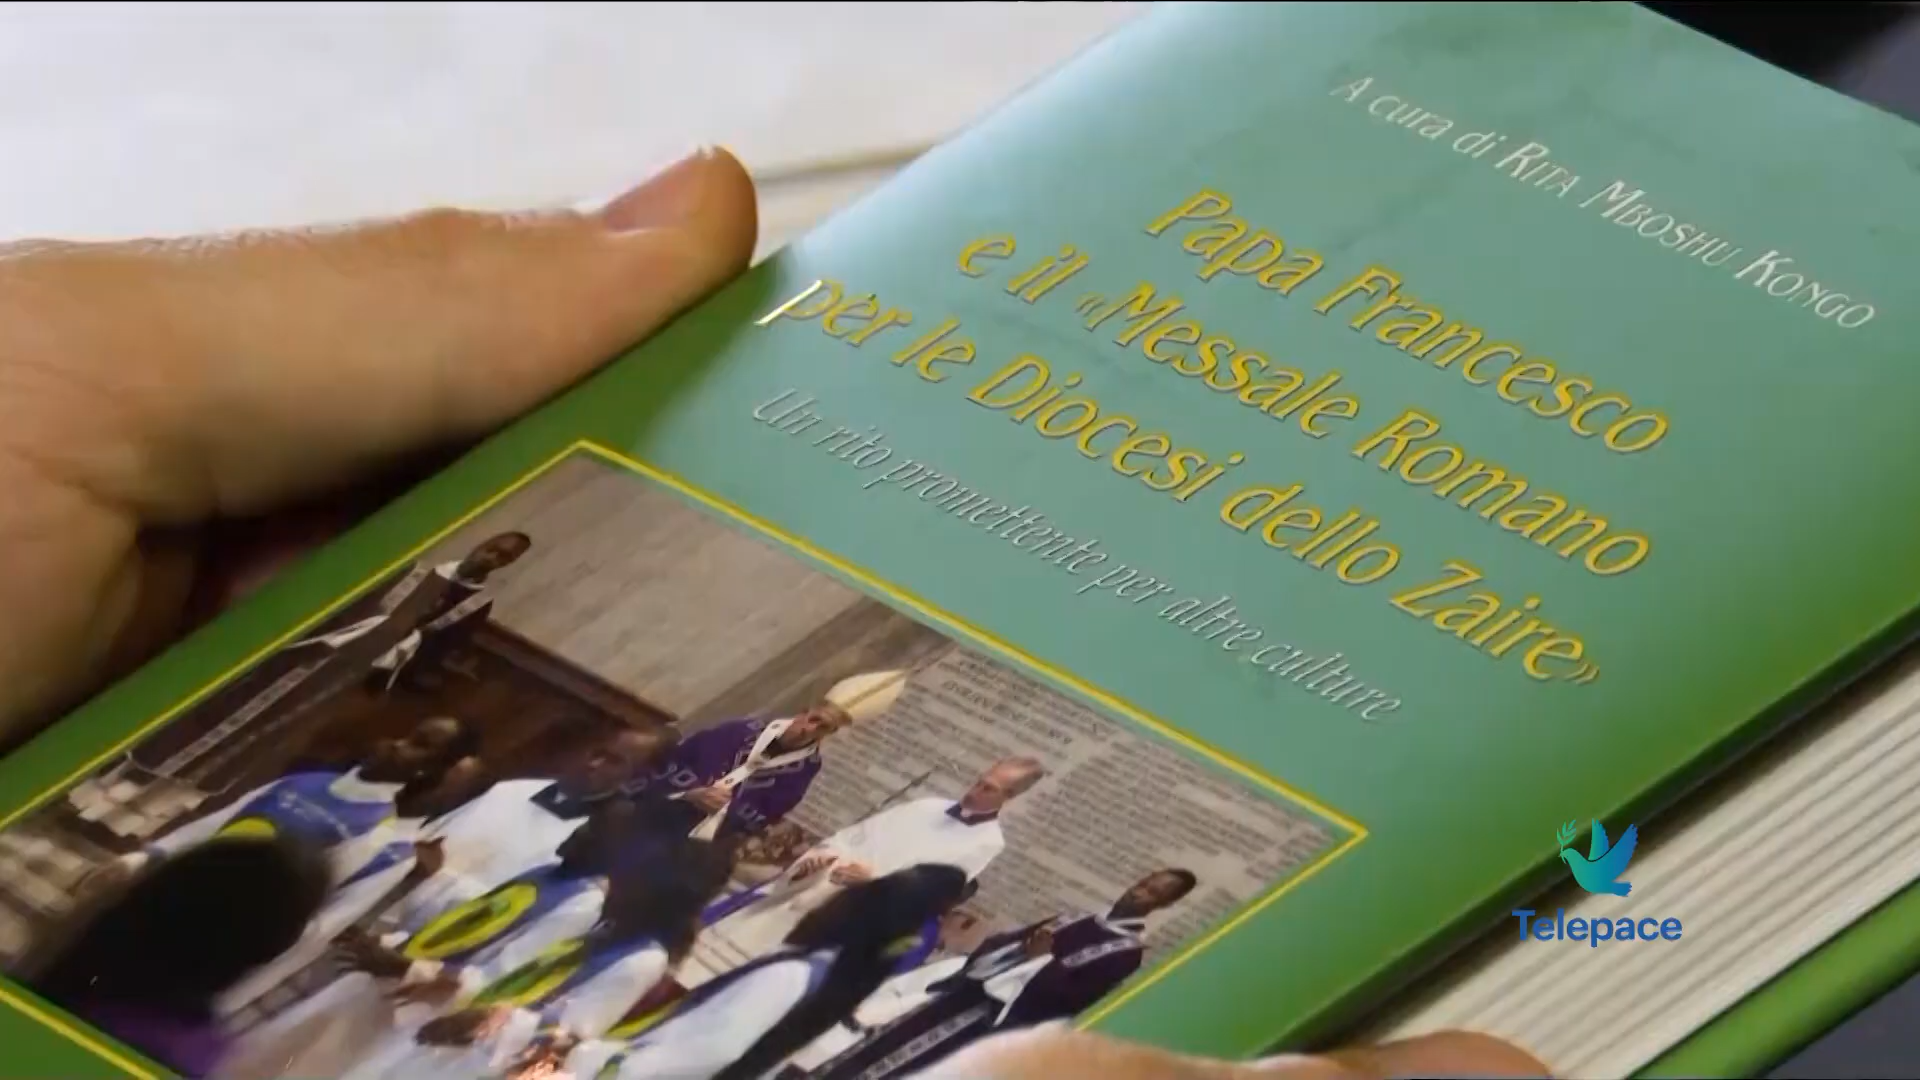 A cura di RITA MBOSHU KONGO
Papa Francesco
e il «Messale Romano
per le Diocesi dello Zaire»
Un rito promettente per altre culture
Telepace